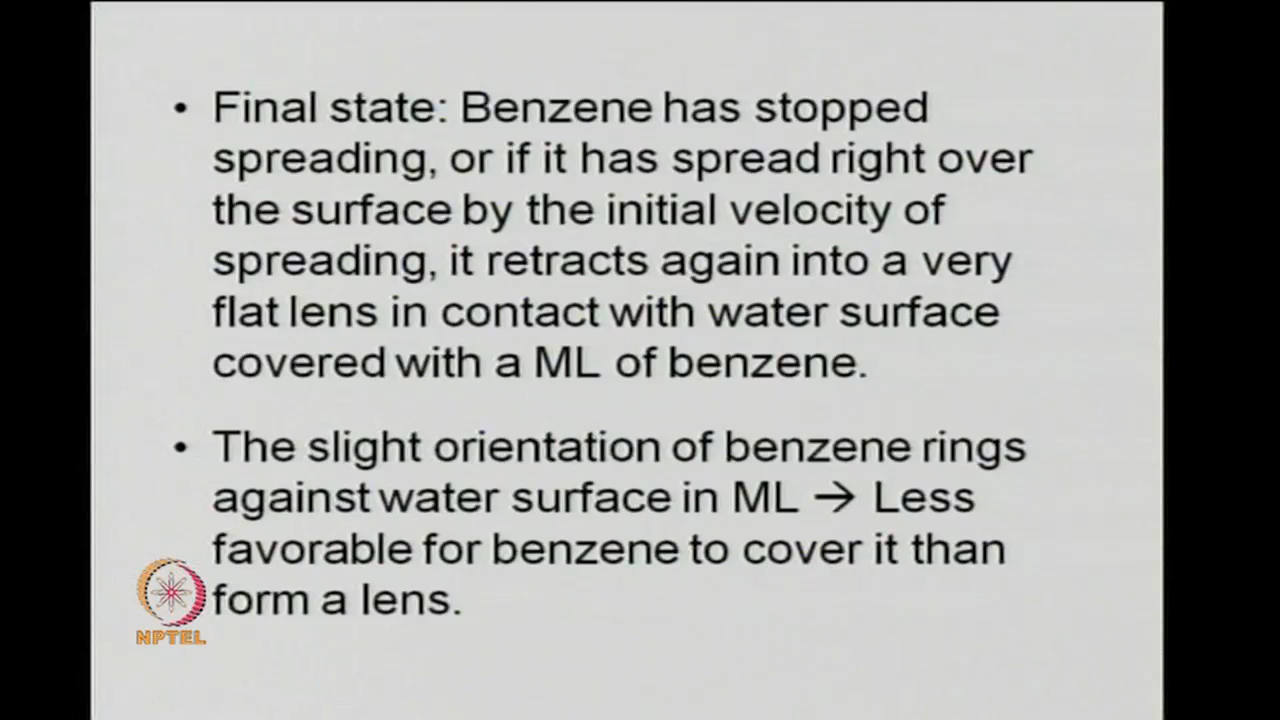 • Final state: Benzene has stopped
spreading, or if it has spread right over
the surface by the initial velocity of
spreading, it retracts again into a very
flat lens in contact with water surface
covered with a ML of benzene.
• The slight orientation of benzene rings
against water surface in ML → Less
favorable for benzene to cover it than
form a lens.
NPTEL